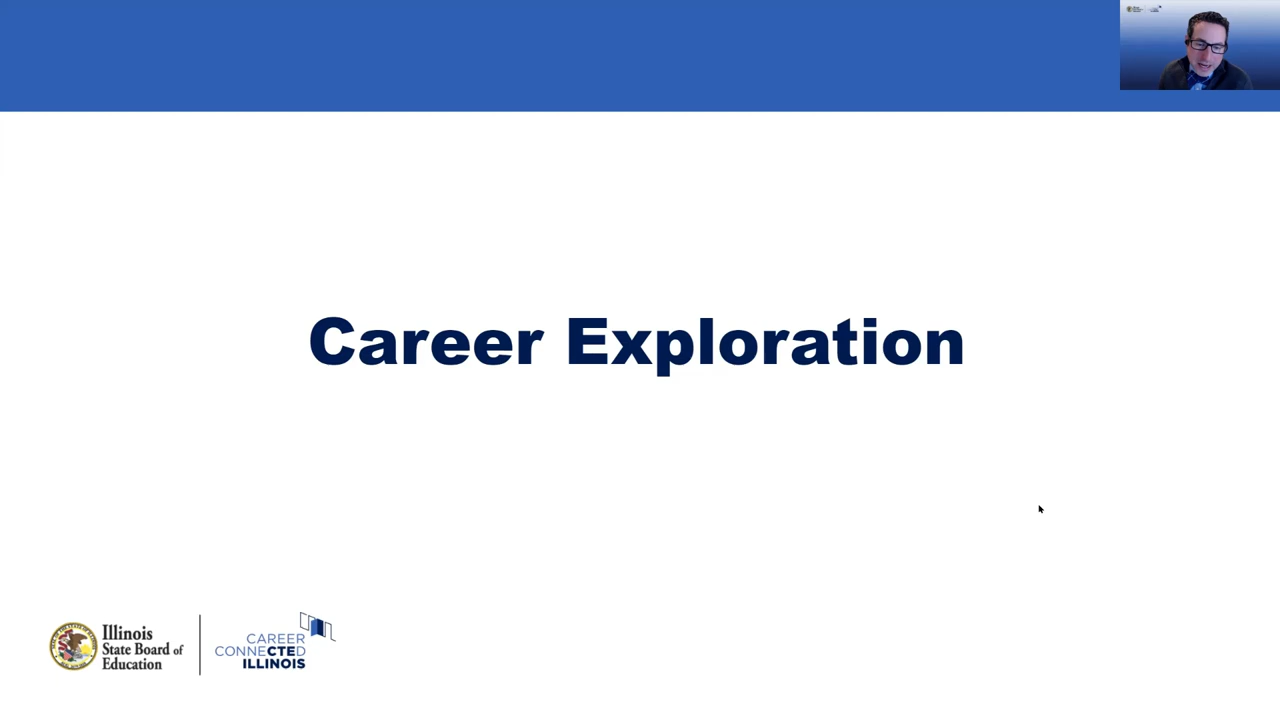 Career Exploration
Illinois
State Board of
Education
CAREER
CONNECTED
ILLINOIS